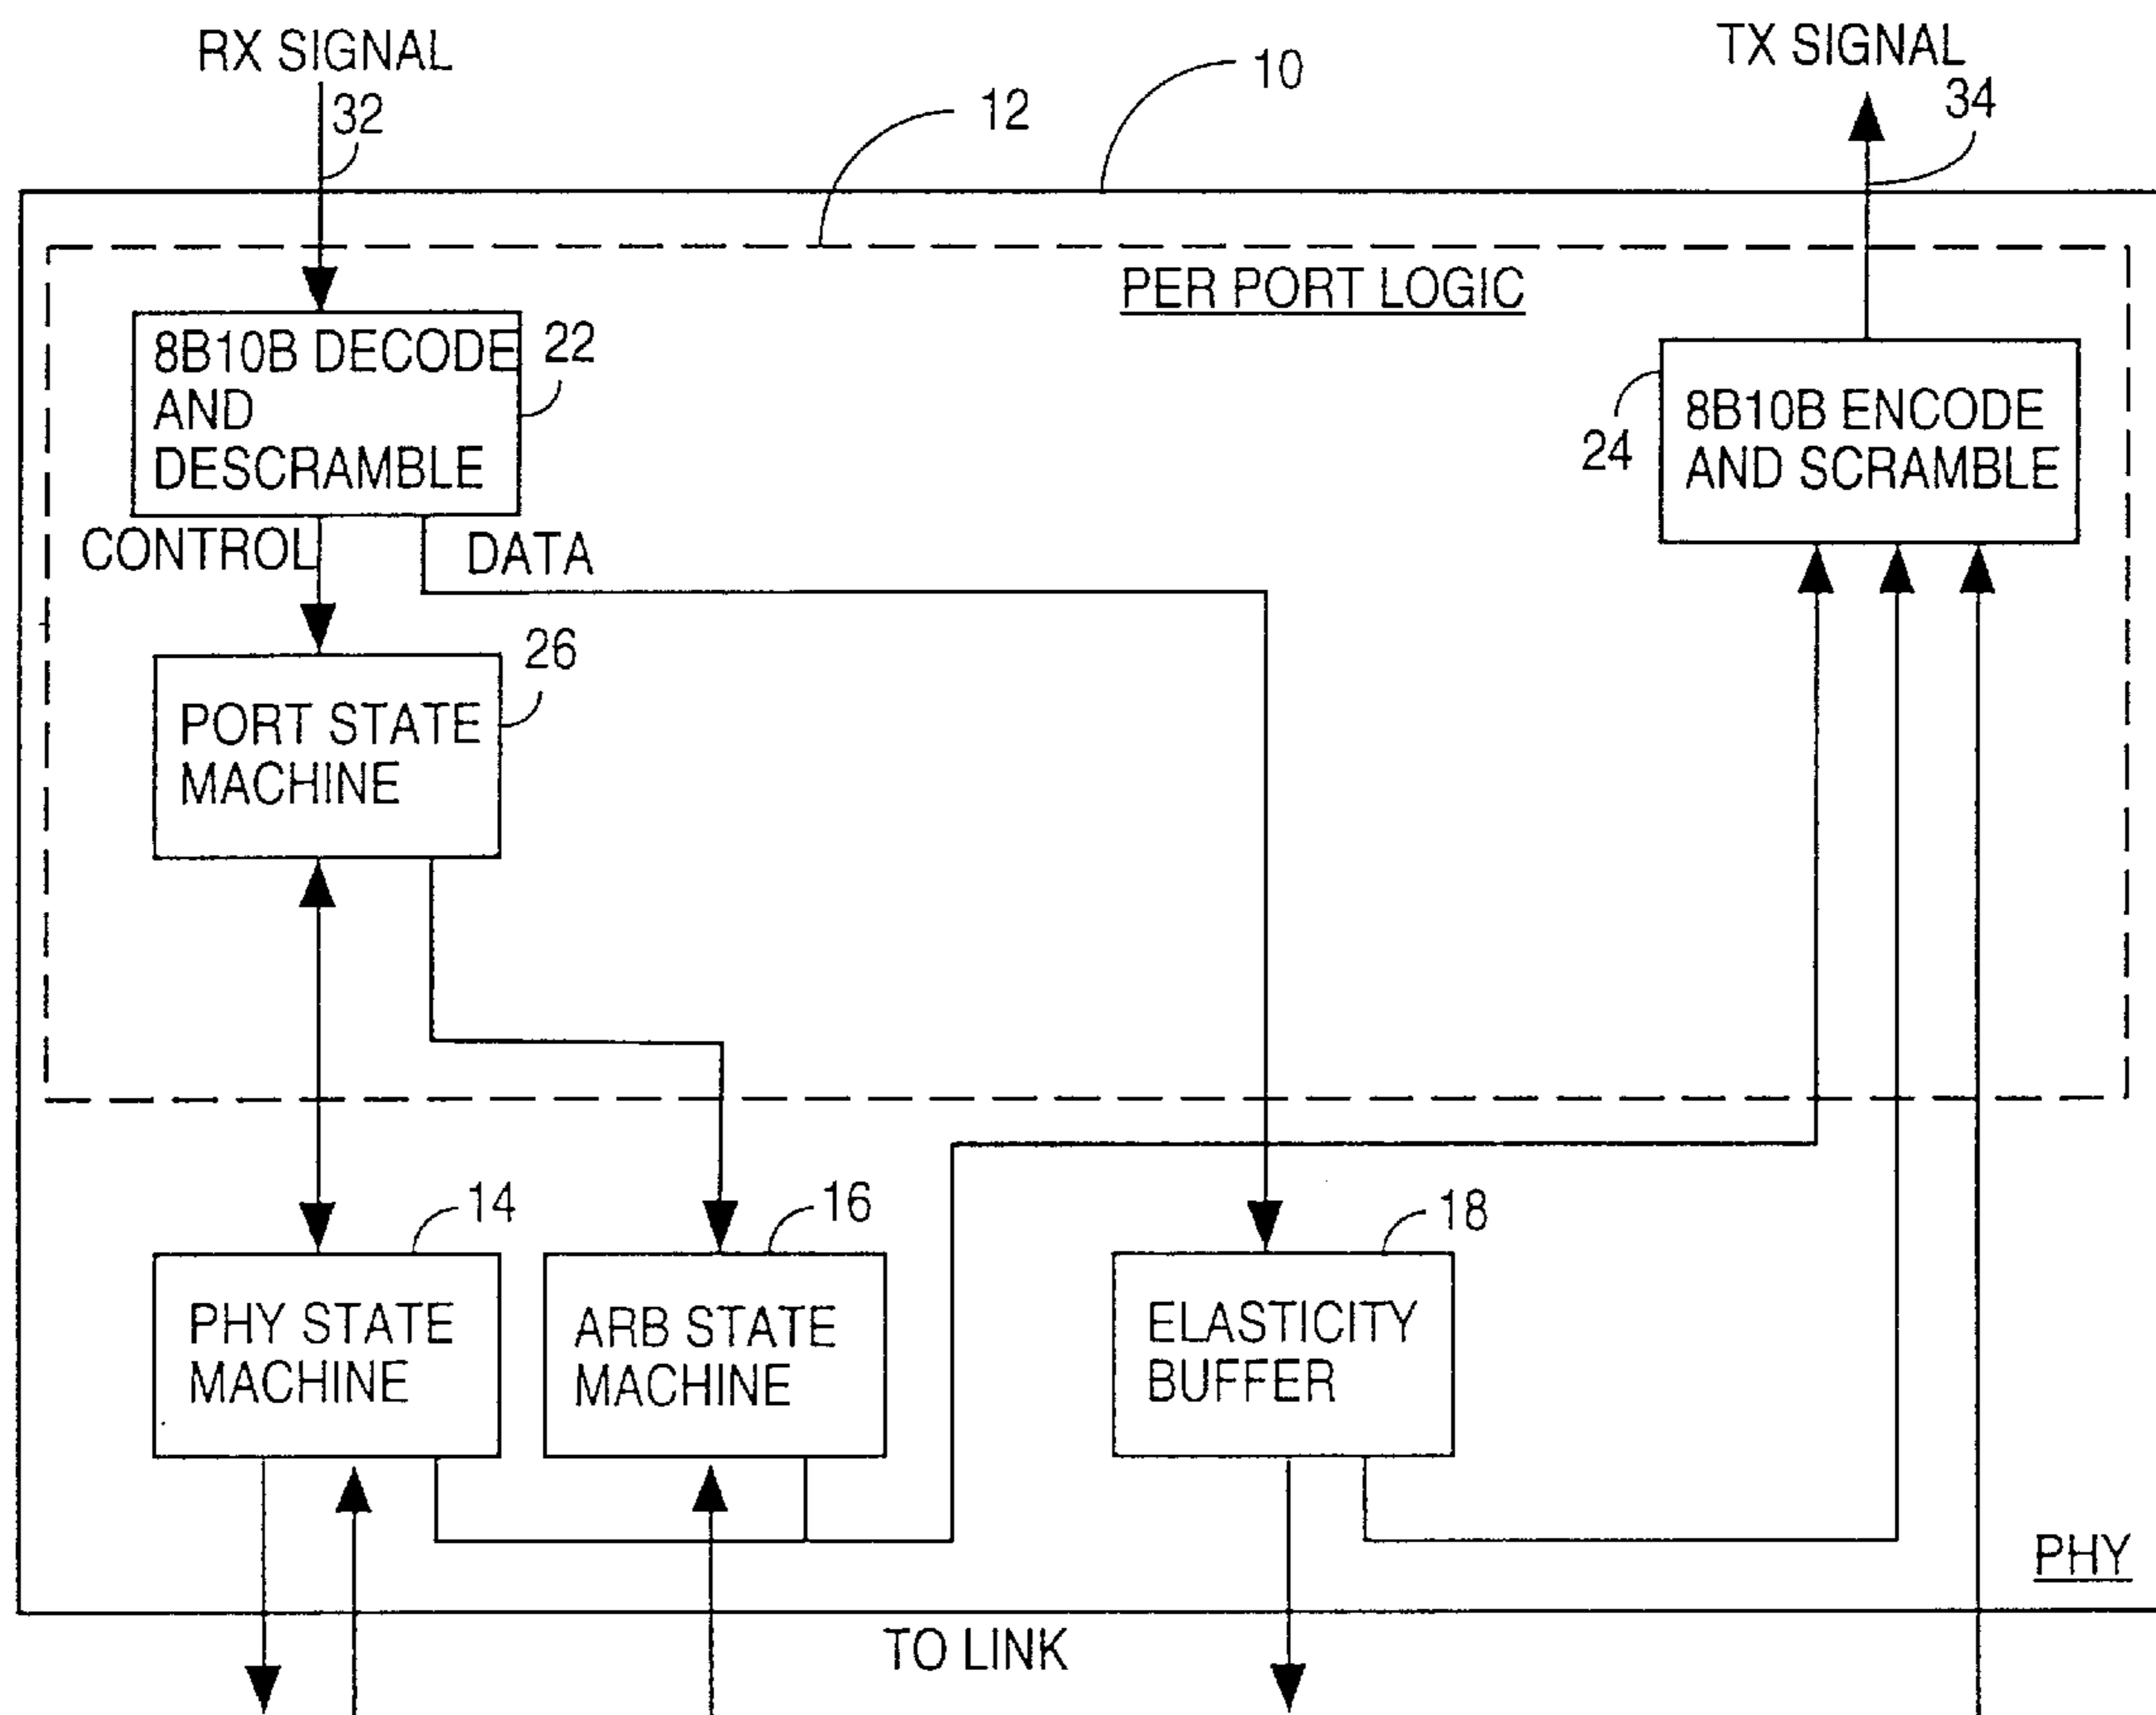 RX SIGNAL
TX SIGNAL
10
34
12
32
PER PORT LOGIC
8B10B DECODE
AND
DESCRAMBLE
22
8B10B ENCODE
AND SCRAMBLE
24
CONTROL
DATA
26
PORT STATE
MACHINE
14
16
18
PHY STATE
MACHINE
ARB STATE
MACHINE
ELASTICITY
BUFFER
PHY
TO LINK